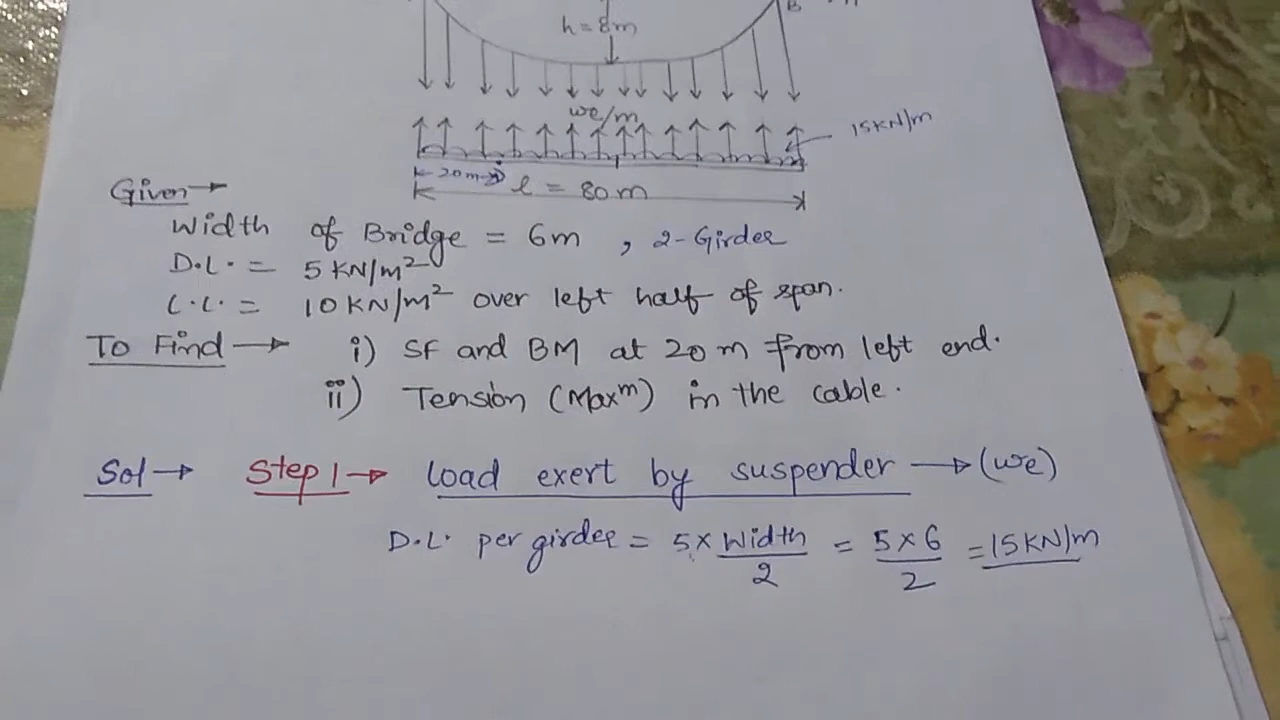 B
h = 8m
we/m
15KN/m
20m
l = 80m
Given →
Width of Bridge = 6m , 2-Girder
D.L. = 5 KN/m²
L.L. = 10 KN/m² over left half of span.
To Find → i) SF and BM at 20 m from left end.
ii) Tension (Maxᵐ) in the cable.
Sol → Step 1 → Load exert by suspender → (we)
D.L. per girder = 5 × Width/2 = 5×6/2 = 15 KN/m